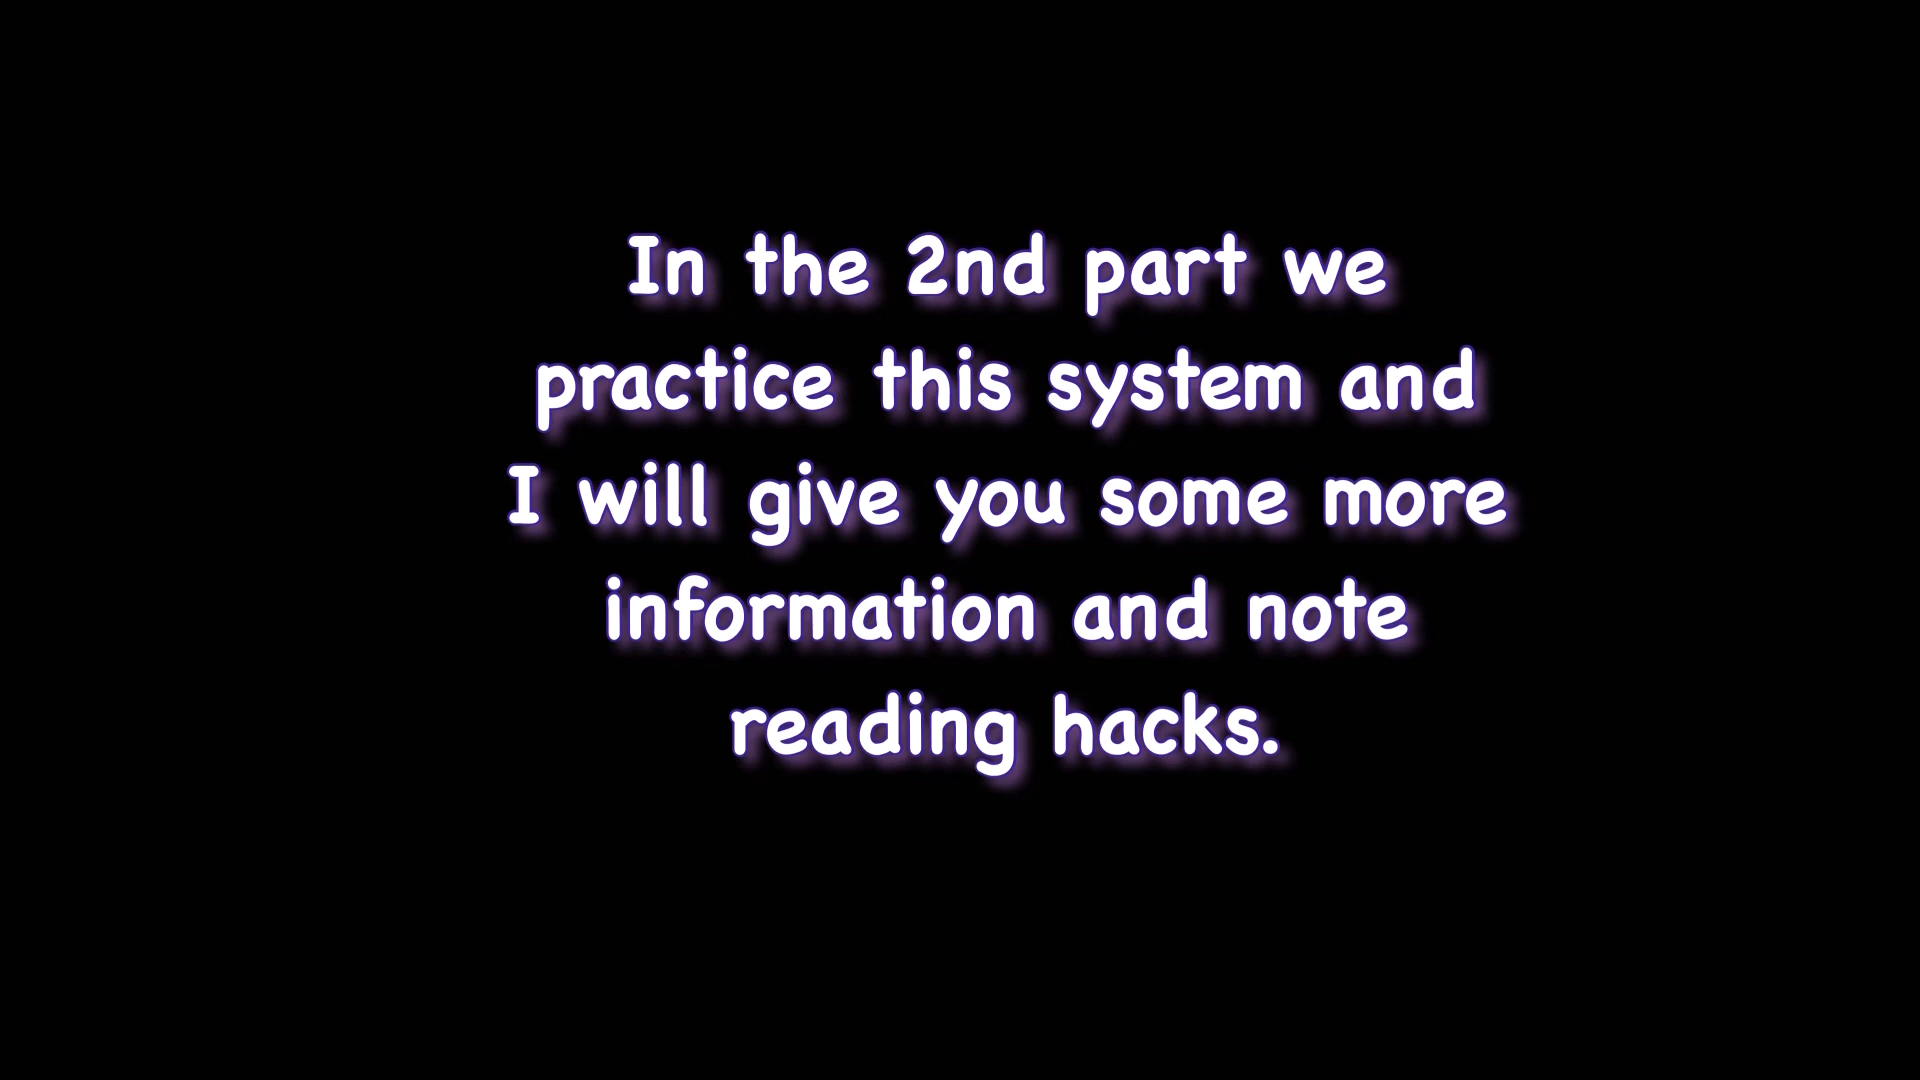 In the 2nd part we
practice this system and
I will give you some more
information and note
reading hacks.